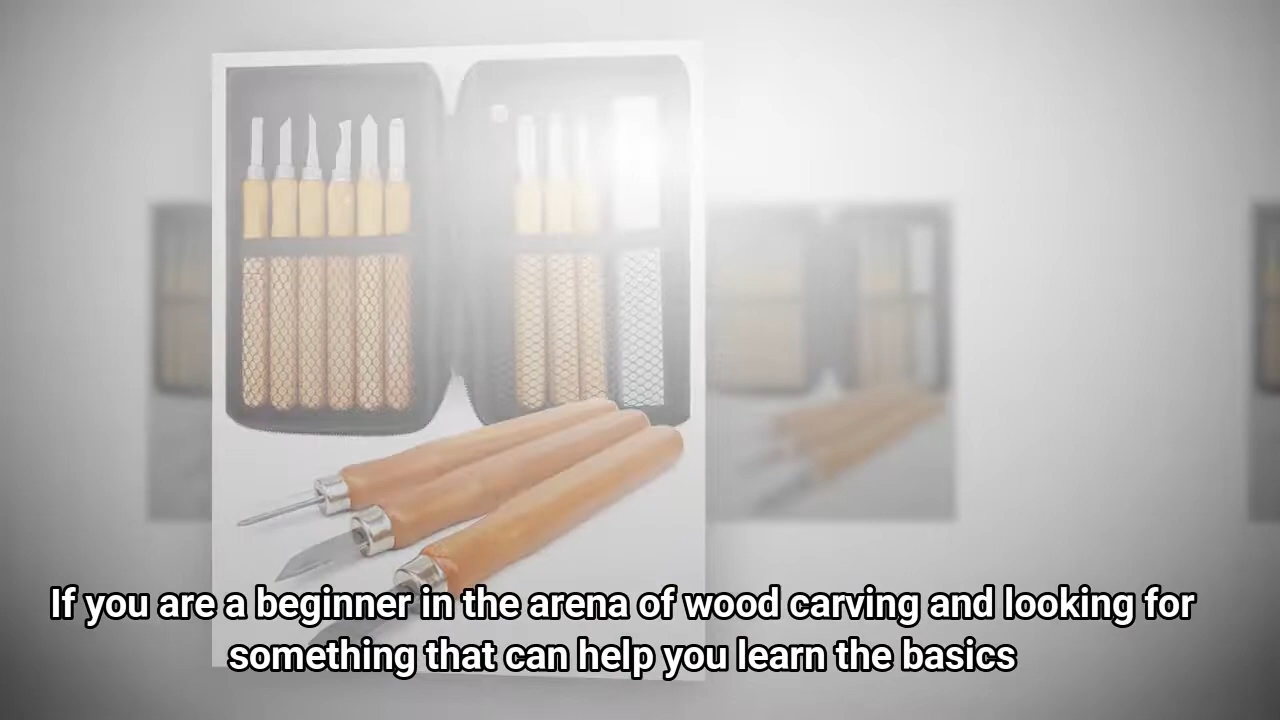 If you are a beginner in the arena of wood carving and looking for
something that can help you learn the basics